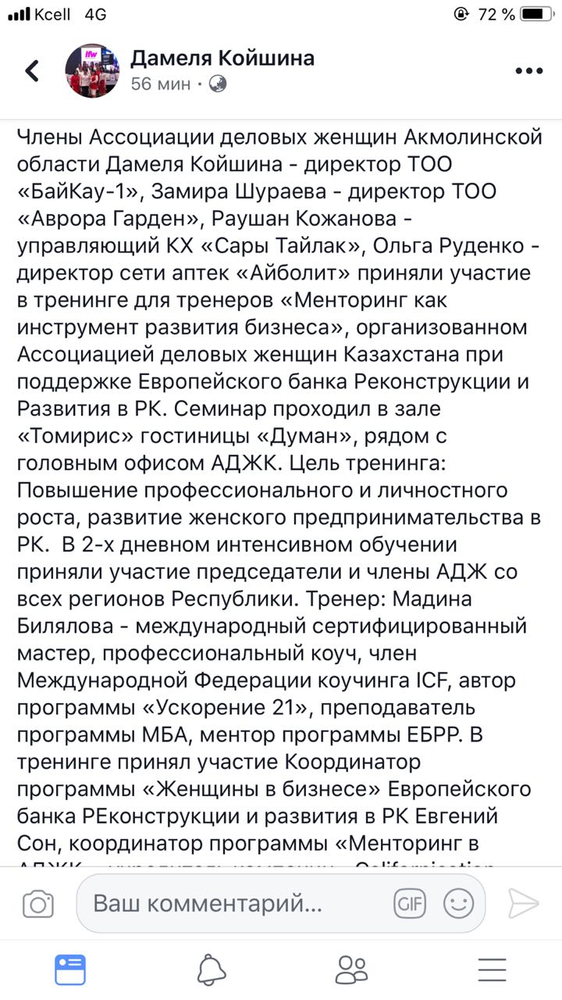 Kcell 4G 72 %
lfw
Дамеля Койшина
56 мин ·
Члены Ассоциации деловых женщин Акмолинской
области Дамеля Койшина - директор ТОО
«БайКау-1», Замира Шураева - директор ТОО
«Аврора Гарден», Раушан Кожанова -
управляющий КХ «Сары Тайлак», Ольга Руденко -
директор сети аптек «Айболит» приняли участие
в тренинге для тренеров «Менторинг как
инструмент развития бизнеса», организованном
Ассоциацией деловых женщин Казахстана при
поддержке Европейского банка Реконструкции и
Развития в РК. Семинар проходил в зале
«Томирис» гостиницы «Думан», рядом с
головным офисом АДЖК. Цель тренинга:
Повышение профессионального и личностного
роста, развитие женского предпринимательства в
РК.  В 2-х дневном интенсивном обучении
приняли участие председатели и члены АДЖ со
всех регионов Республики. Тренер: Мадина
Билялова - международный сертифицированный
мастер, профессиональный коуч, член
Международной Федерации коучинга ICF, автор
программы «Ускорение 21», преподаватель
программы МБА, ментор программы ЕБРР. В
тренинге принял участие Координатор
программы «Женщины в бизнесе» Европейского
банка РЕконструкции и развития в РК Евгений
Сон, координатор программы «Менторинг в
Ваш комментарий...
GIF